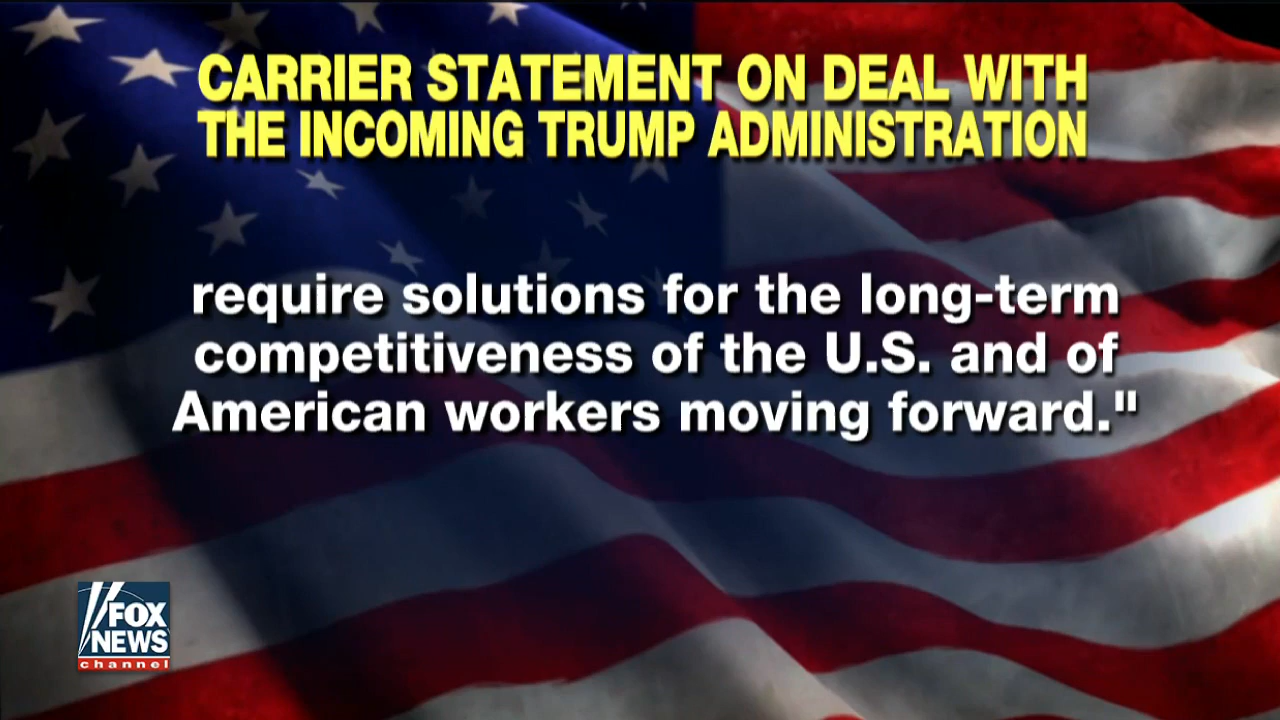 CARRIER STATEMENT ON DEAL WITH
THE INCOMING TRUMP ADMINISTRATION
require solutions for the long-term
competitiveness of the U.S. and of
American workers moving forward."
FOX
NEWS
channel